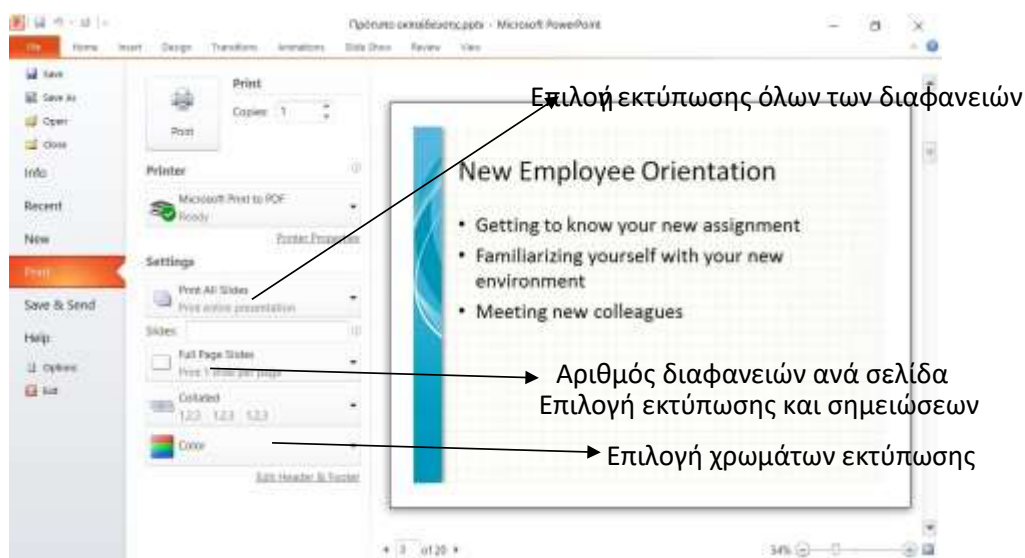 Πρότυπο εκπαίδευσης.pptx - Microsoft PowerPoint
File Home Insert Design Transitions Animations Slide Show Review View
Save
Save As
Open
Close
Info
Recent
New
Print
Save & Send
Help
Options
Exit
Print
Copies: 1
Print
Printer
Microsoft Print to PDF
Ready
Printer Properties
Settings
Print All Slides
Print entire presentation
Slides:
Full Page Slides
Print 1 slide per page
Collated
1,2,3 1,2,3 1,2,3
Color
Edit Header & Footer
Επιλογή εκτύπωσης όλων των διαφανειών
New Employee Orientation
• Getting to know your new assignment
• Familiarizing yourself with your new
environment
• Meeting new colleagues
Αριθμός διαφανειών ανά σελίδα
Επιλογή εκτύπωσης και σημειώσεων
Επιλογή χρωμάτων εκτύπωσης
3 of 20
54%